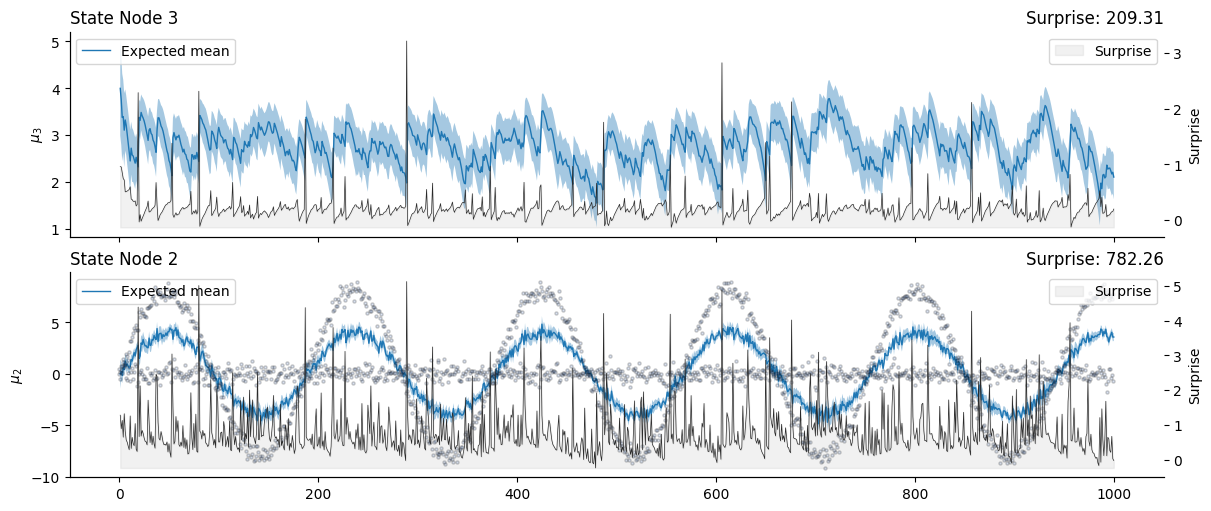 State Node 3
Surprise: 209.31
Expected mean
Surprise
μ3
5
4
3
2
1
3
2
1
0
Surprise
State Node 2
Surprise: 782.26
Expected mean
Surprise
μ2
5
0
−5
−10
5
4
3
2
1
0
Surprise
0
200
400
600
800
1000